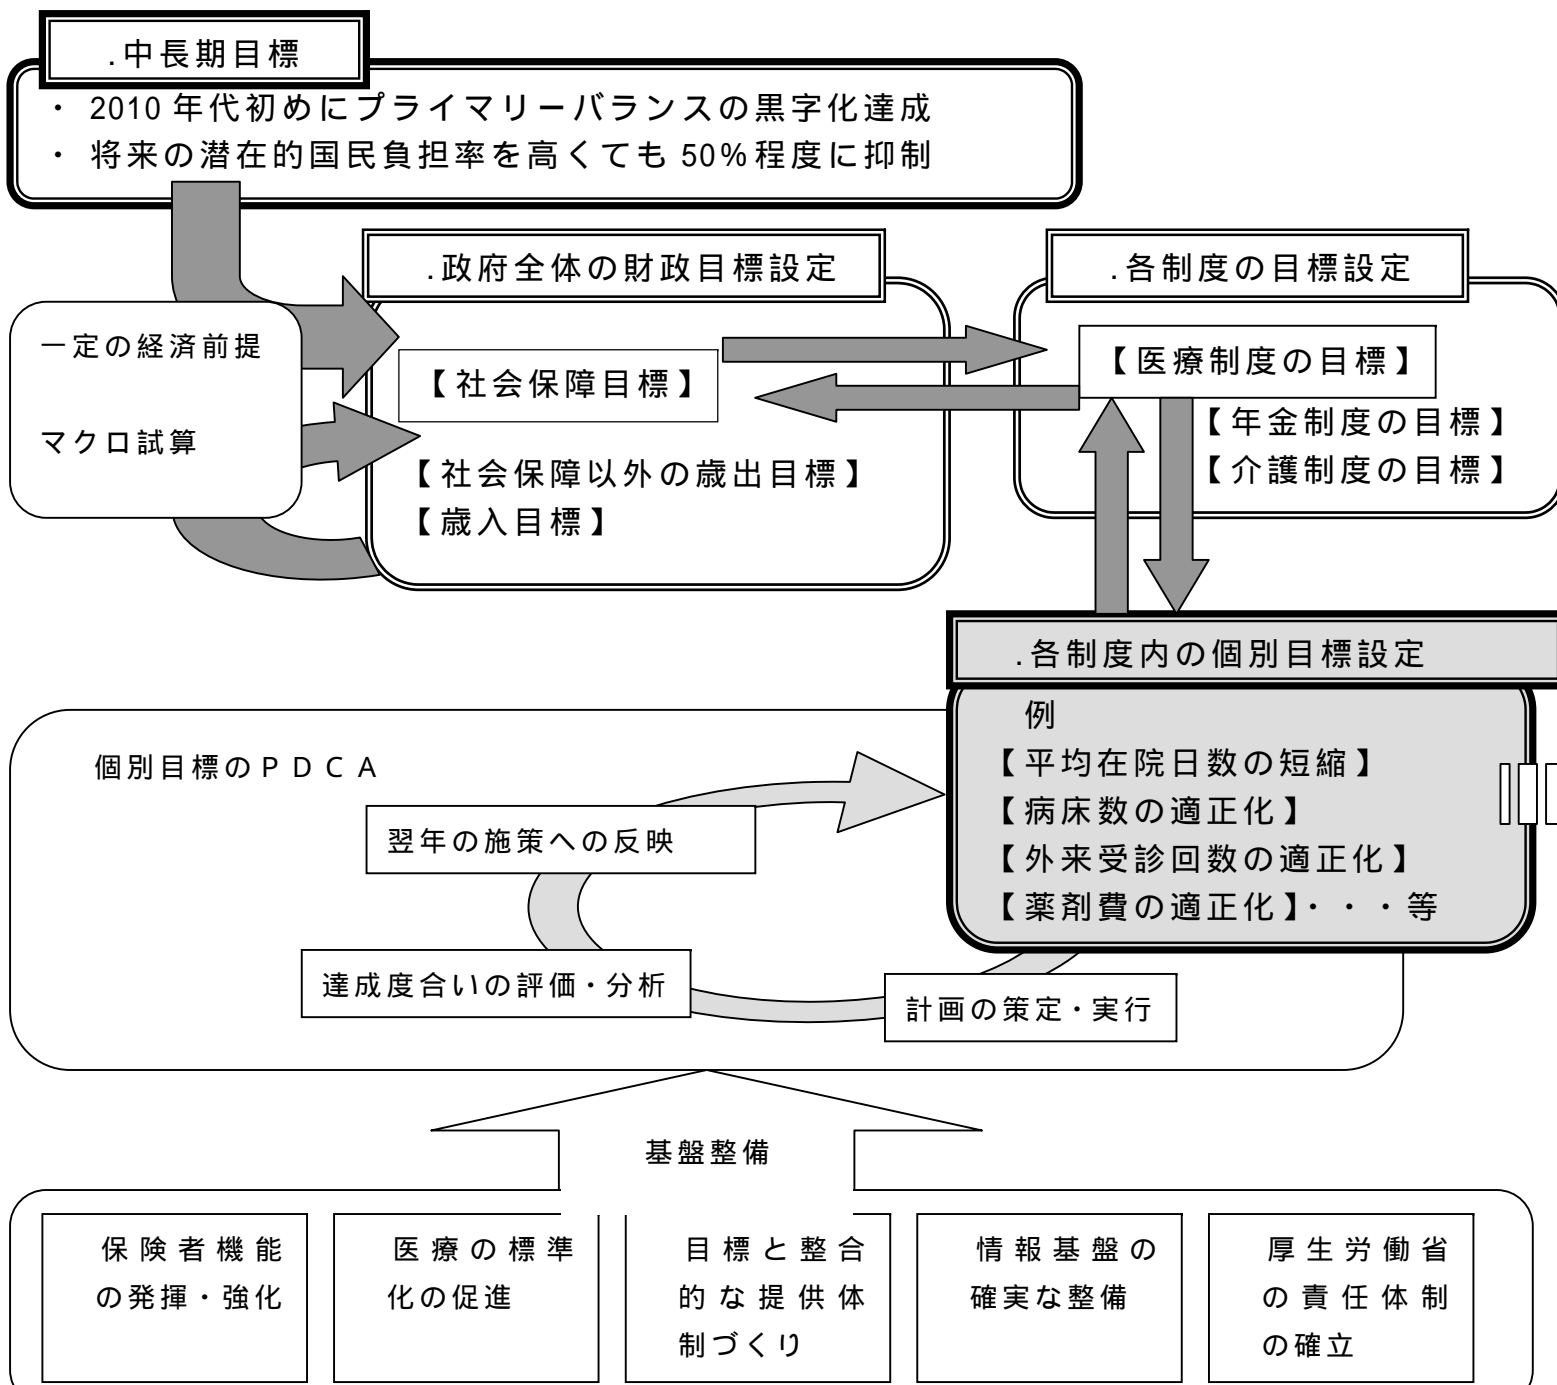 .中長期目標
・ 2010 年代初めにプライマリーバランスの黒字化達成
・ 将来の潜在的国民負担率を高くても 50％程度に抑制
.政府全体の財政目標設定
.各制度の目標設定
一定の経済前提
マクロ試算
【社会保障目標】
【社会保障以外の歳出目標】
【歳入目標】
【医療制度の目標】
【年金制度の目標】
【介護制度の目標】
.各制度内の個別目標設定
例
【平均在院日数の短縮】
【病床数の適正化】
【外来受診回数の適正化】
【薬剤費の適正化】・・・等
個別目標のＰＤＣＡ
翌年の施策への反映
達成度合いの評価・分析
計画の策定・実行
基盤整備
保険者機能
の発揮・強化
医療の標準
化の促進
目標と整合
的な提供体
制づくり
情報基盤の
確実な整備
厚生労働省
の責任体制
の確立